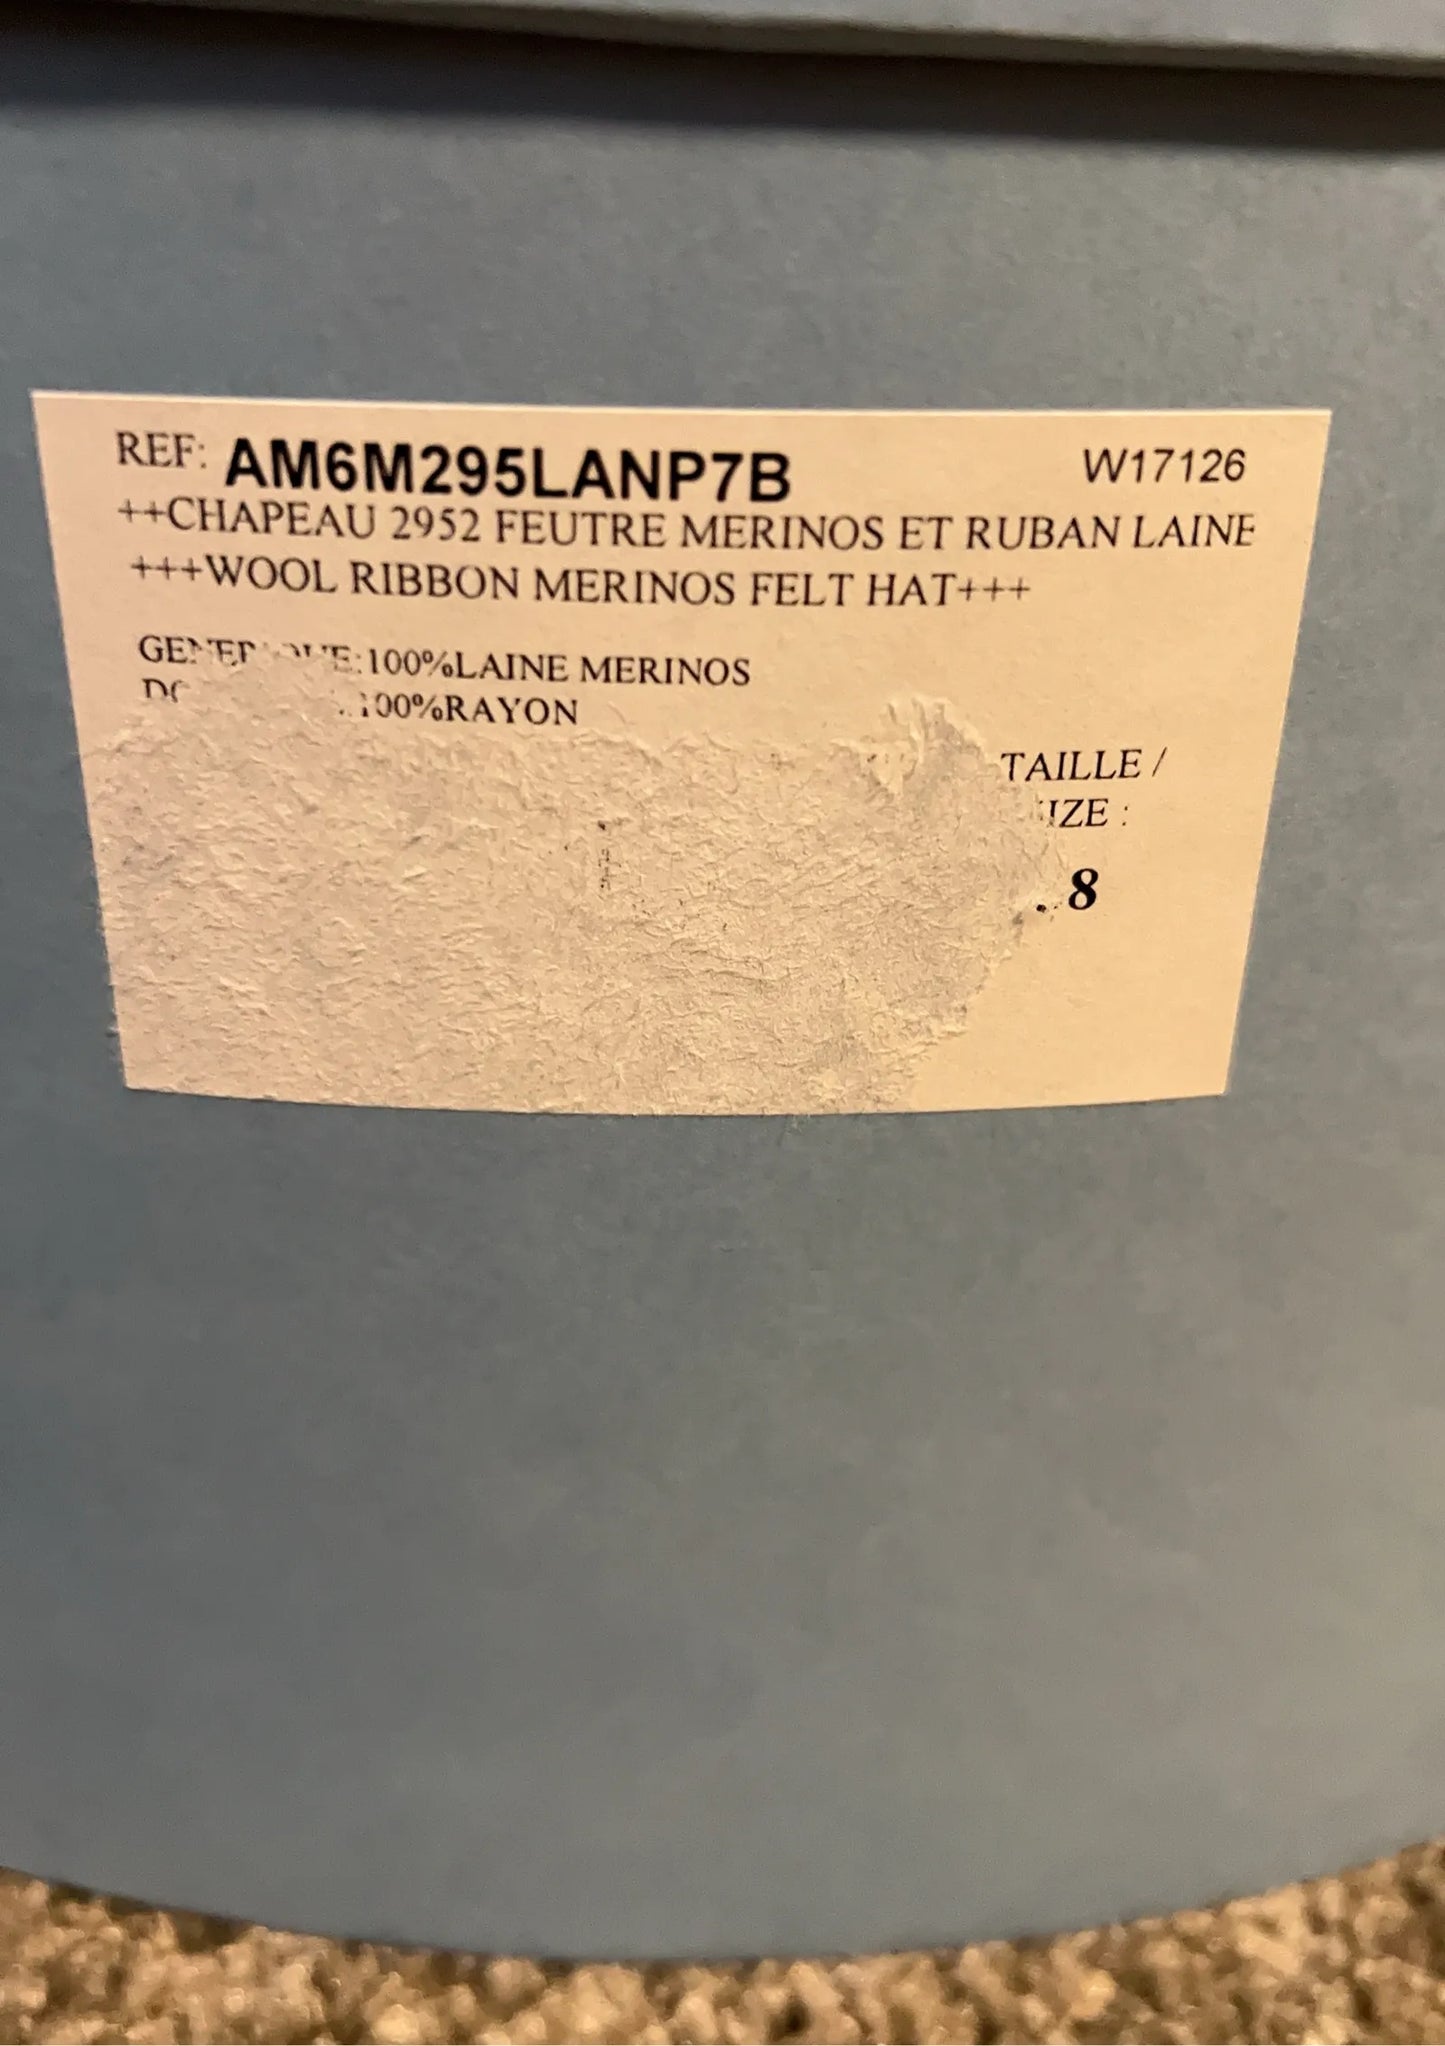 REF: AM6M295LANP7B W17126
++CHAPEAU 2952 FEUTRE MERINOS ET RUBAN LAINE
+++WOOL RIBBON MERINOS FELT HAT+++
:100%LAINE MERINOS
100%RAYON
TAILLE /
:
8